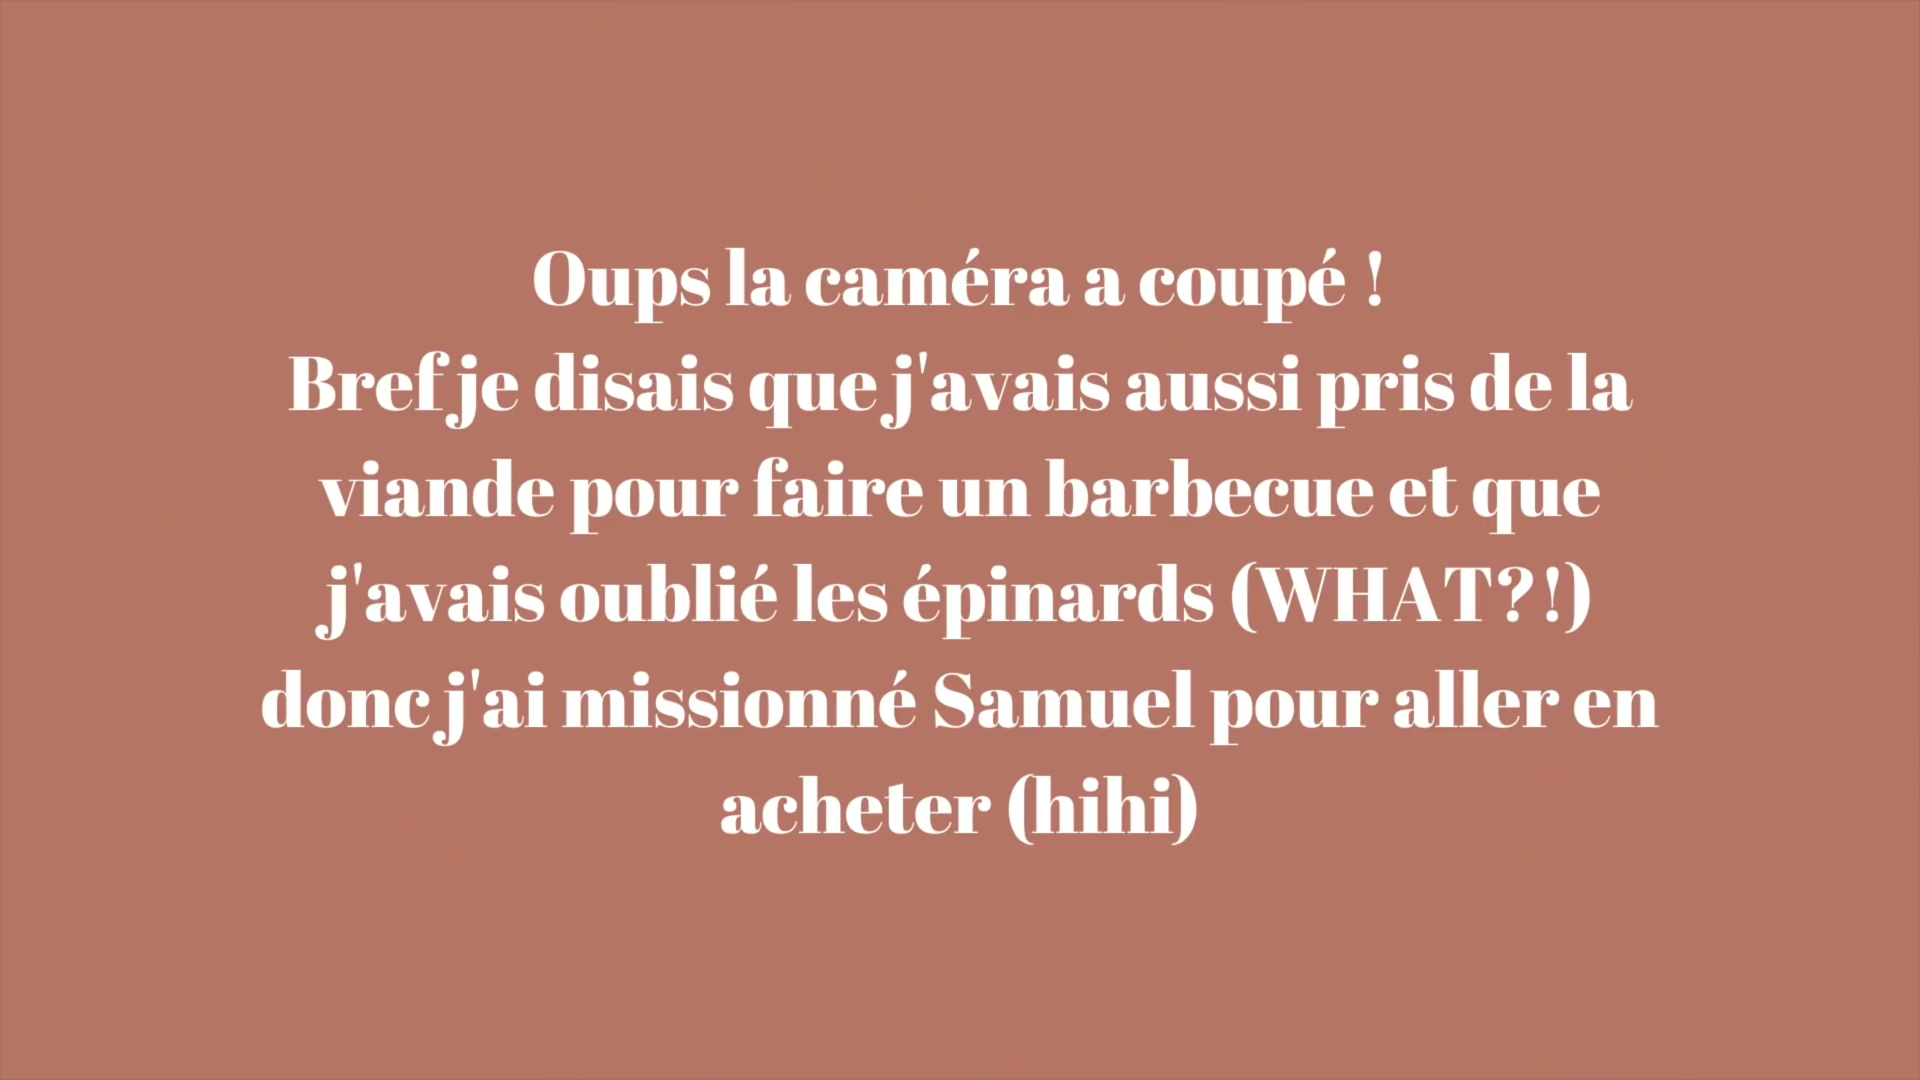 Oups la caméra a coupé !
Bref je disais que j'avais aussi pris de la
viande pour faire un barbecue et que
j'avais oublié les épinards (WHAT?!)
donc j'ai missionné Samuel pour aller en
acheter (hihi)